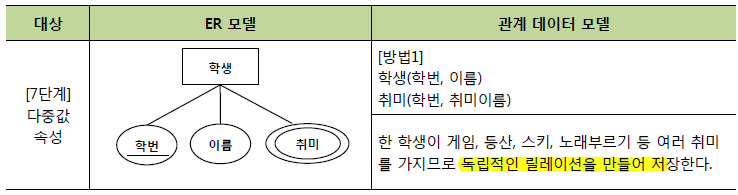 대상
ER 모델
관계 데이터 모델
[7단계]
다중값
속성
학생
학번
이름
취미
[방법1]
학생(학번, 이름)
취미(학번, 취미이름)
한 학생이 게임, 등산, 스키, 노래부르기 등 여러 취미
를 가지므로 독립적인 릴레이션을 만들어 저장한다.